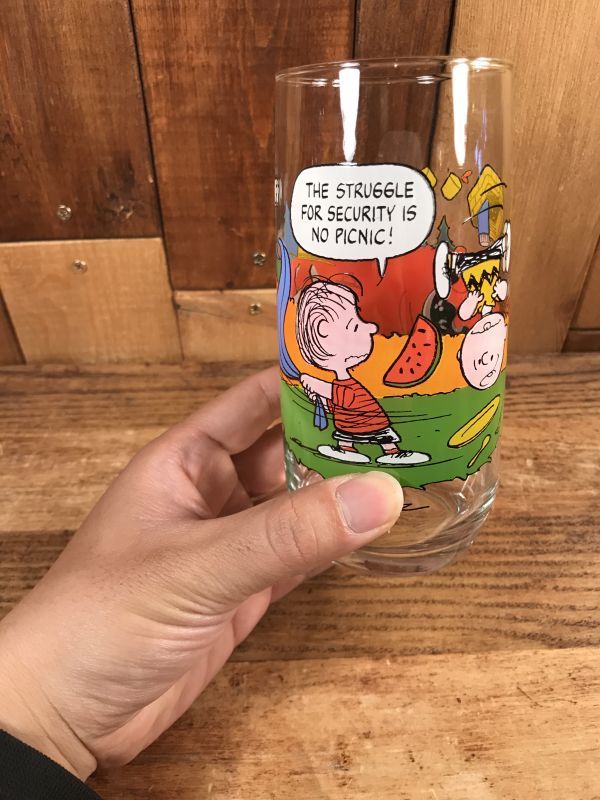 THE STRUGGLE
FOR SECURITY IS
NO PICNIC!